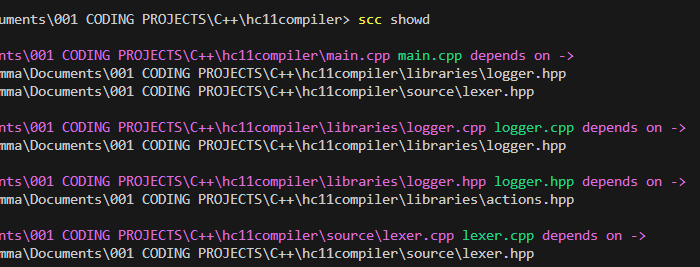 uments\001 CODING PROJECTS\C++\hc11compiler> scc showd
nts\001 CODING PROJECTS\C++\hc11compiler\main.cpp main.cpp depends on ->
mma\Documents\001 CODING PROJECTS\C++\hc11compiler\libraries\logger.hpp
mma\Documents\001 CODING PROJECTS\C++\hc11compiler\source\lexer.hpp
nts\001 CODING PROJECTS\C++\hc11compiler\libraries\logger.cpp logger.cpp depends on ->
mma\Documents\001 CODING PROJECTS\C++\hc11compiler\libraries\logger.hpp
nts\001 CODING PROJECTS\C++\hc11compiler\libraries\logger.hpp logger.hpp depends on ->
mma\Documents\001 CODING PROJECTS\C++\hc11compiler\libraries\actions.hpp
nts\001 CODING PROJECTS\C++\hc11compiler\source\lexer.cpp lexer.cpp depends on ->
mma\Documents\001 CODING PROJECTS\C++\hc11compiler\source\lexer.hpp